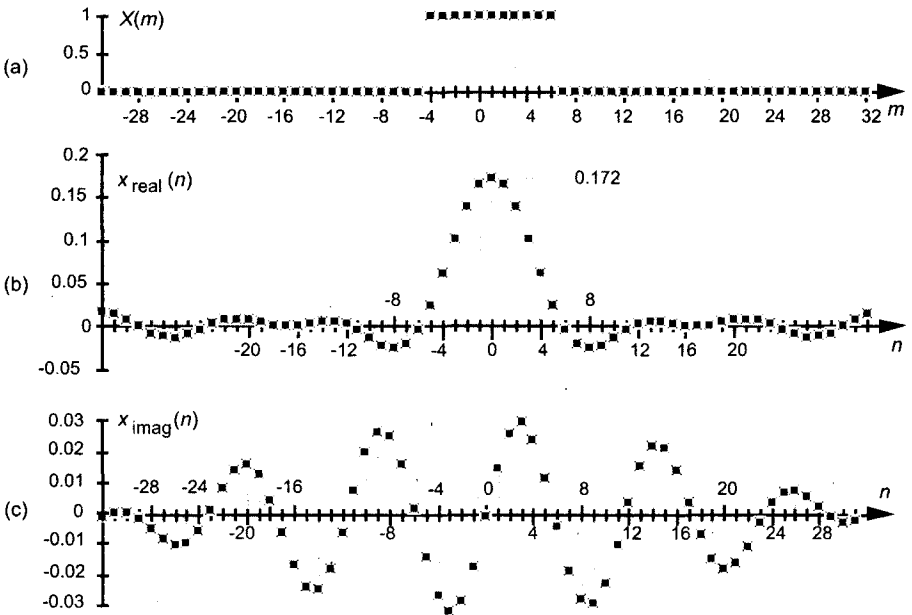 1 X(m)
0.5
(a)
0
-28 -24 -20 -16 -12 -8 -4 0 4 8 12 16 20 24 28 32 m
0.2
x real (n) 0.172
0.15
0.1
(b) 0.05 -8 8
0
-20 -16 -12 -4 0 4 12 16 20 n
-0.05
0.03 x imag (n)
0.02
0.01 -28 -24 -16 -4 0 8 20 n
(c) 0
-20 -8 4 12 16 24 28
-0.01
-0.02
-0.03